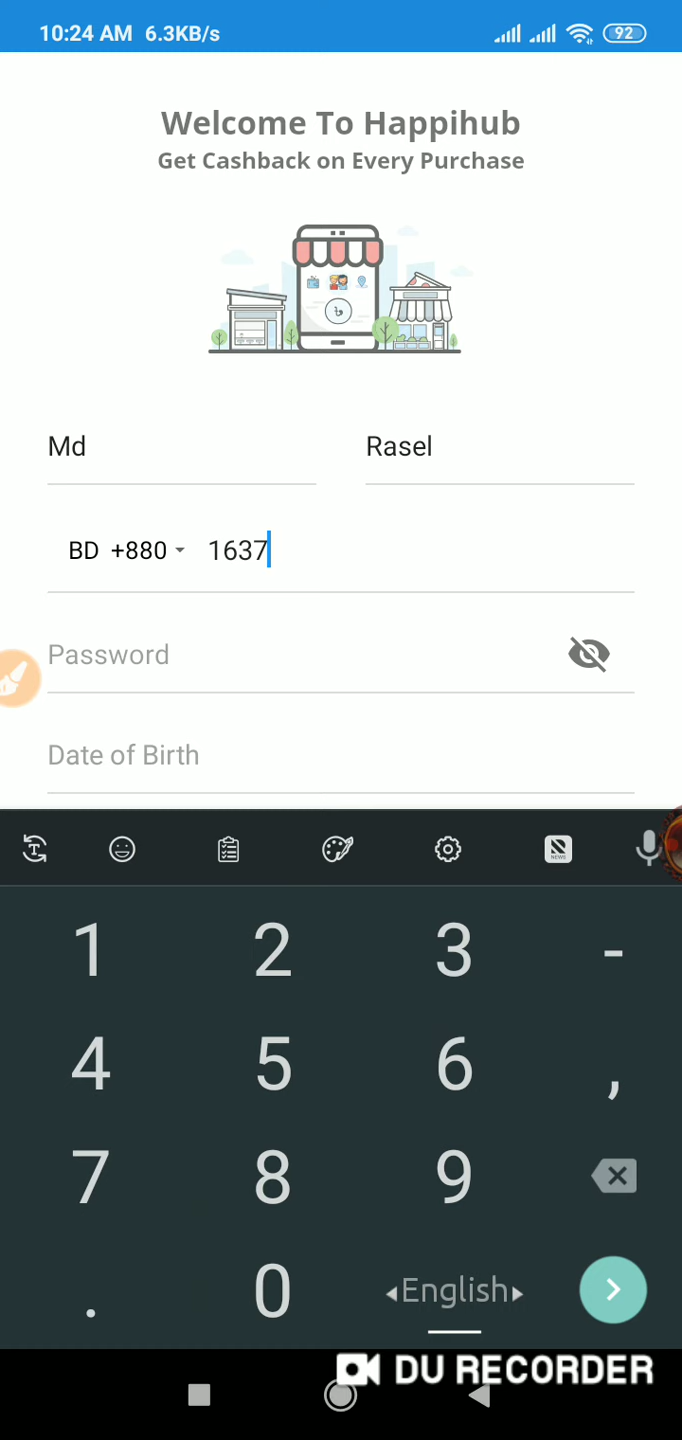 10:24 AM 6.3KB/s 92
Welcome To Happihub
Get Cashback on Every Purchase
৳
Md Rasel
BD +880 1637
Password
Date of Birth
NEWS
1 2 3 -
4 5 6 ,
7 8 9
. 0 English
DU RECORDER